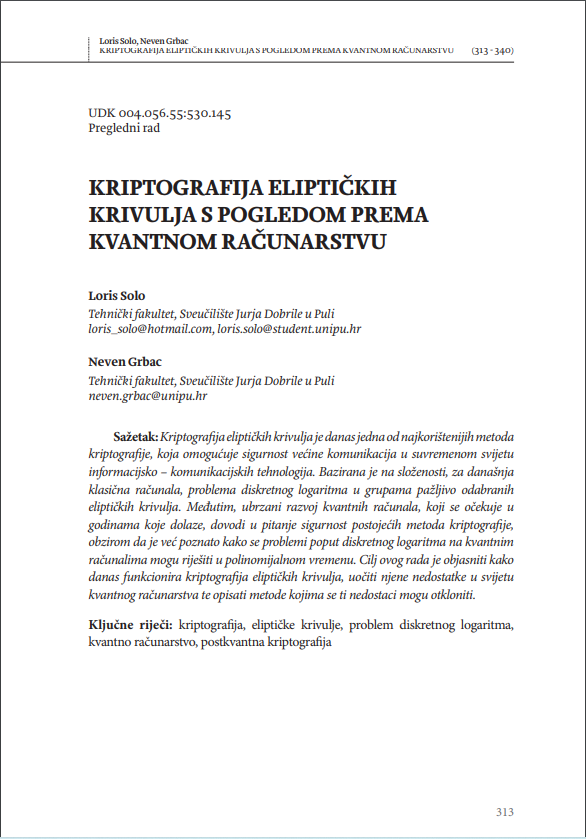 Loris Solo, Neven Grbac
KRIPTOGRAFIJA ELIPTIČKIH KRIVULJA S POGLEDOM PREMA KVANTNOM RAČUNARSTVU (313 - 340)
UDK 004.056.55:530.145
Pregledni rad
KRIPTOGRAFIJA ELIPTIČKIH
KRIVULJA S POGLEDOM PREMA
KVANTNOM RAČUNARSTVU
Loris Solo
Tehnički fakultet, Sveučilište Jurja Dobrile u Puli
loris_solo@hotmail.com, loris.solo@student.unipu.hr
Neven Grbac
Tehnički fakultet, Sveučilište Jurja Dobrile u Puli
neven.grbac@unipu.hr
Sažetak: Kriptografija eliptičkih krivulja je danas jedna od najkorištenijih metoda
kriptografije, koja omogućuje sigurnost većine komunikacija u suvremenom svijetu
informacijsko – komunikacijskih tehnologija. Bazirana je na složenosti, za današnja
klasična računala, problema diskretnog logaritma u grupama pažljivo odabranih
eliptičkih krivulja. Međutim, ubrzani razvoj kvantnih računala, koji se očekuje u
godinama koje dolaze, dovodi u pitanje sigurnost postojećih metoda kriptografije,
obzirom da je već poznato kako se problemi poput diskretnog logaritma na kvantnim
računalima mogu riješiti u polinomijalnom vremenu. Cilj ovog rada je objasniti kako
danas funkcionira kriptografija eliptičkih krivulja, uočiti njene nedostatke u svijetu
kvantnog računarstva te opisati metode kojima se ti nedostaci mogu otkloniti.
Ključne riječi: kriptografija, eliptičke krivulje, problem diskretnog logaritma,
kvantno računarstvo, postkvantna kriptografija
313